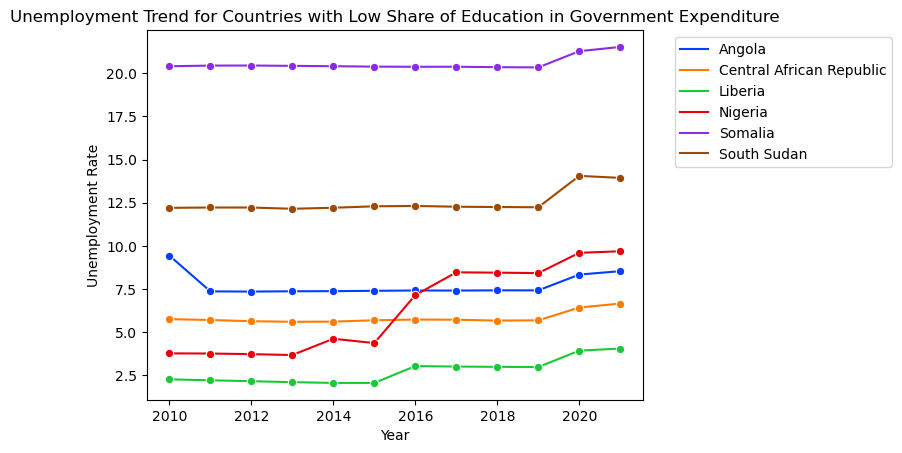 Unemployment Trend for Countries with Low Share of Education in Government Expenditure
Angola
Central African Republic
Liberia
Nigeria
Somalia
South Sudan
Unemployment Rate
20.0
17.5
15.0
12.5
10.0
7.5
5.0
2.5
2010 2012 2014 2016 2018 2020
Year